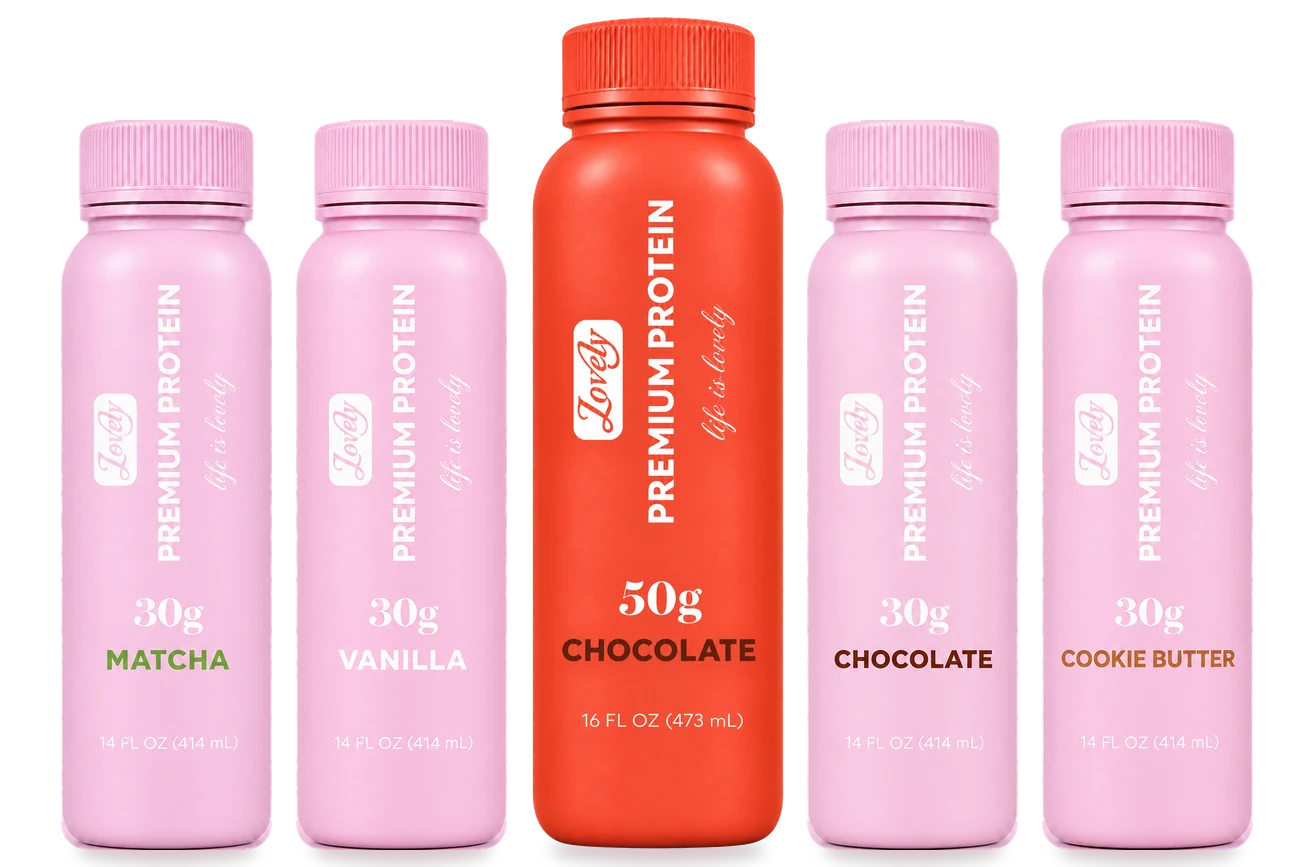 Lovely
PREMIUM PROTEIN
life is lovely
30g
MATCHA
14 FL OZ (414 mL)
Lovely
PREMIUM PROTEIN
life is lovely
30g
VANILLA
14 FL OZ (414 mL)
Lovely
PREMIUM PROTEIN
life is lovely
50g
CHOCOLATE
16 FL OZ (473 mL)
Lovely
PREMIUM PROTEIN
life is lovely
30g
CHOCOLATE
14 FL OZ (414 mL)
Lovely
PREMIUM PROTEIN
life is lovely
30g
COOKIE BUTTER
14 FL OZ (414 mL)